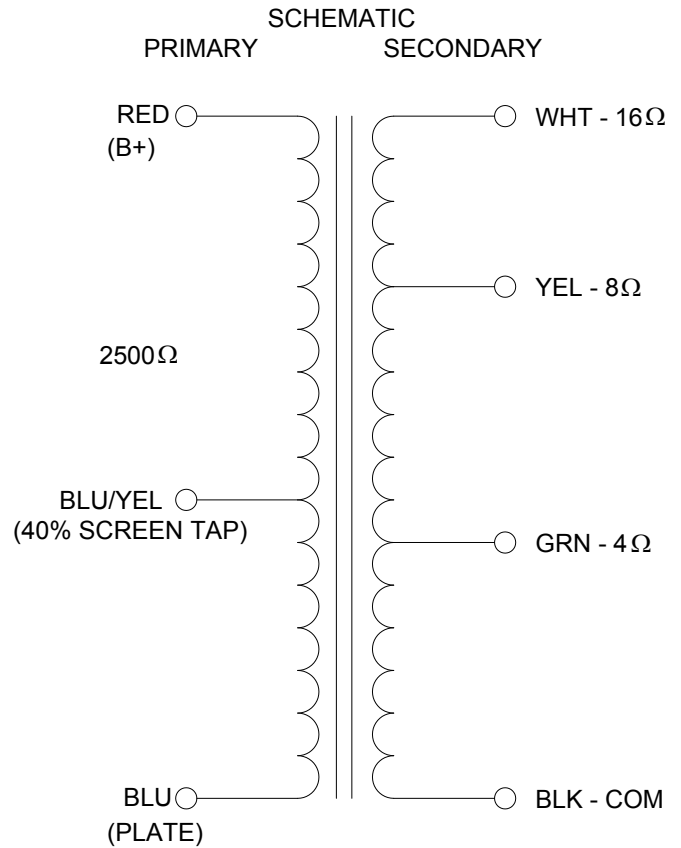 SCHEMATIC
PRIMARY
SECONDARY
RED
(B+)
WHT - 16Ω
YEL - 8Ω
2500Ω
BLU/YEL
(40% SCREEN TAP)
GRN - 4Ω
BLU
(PLATE)
BLK - COM